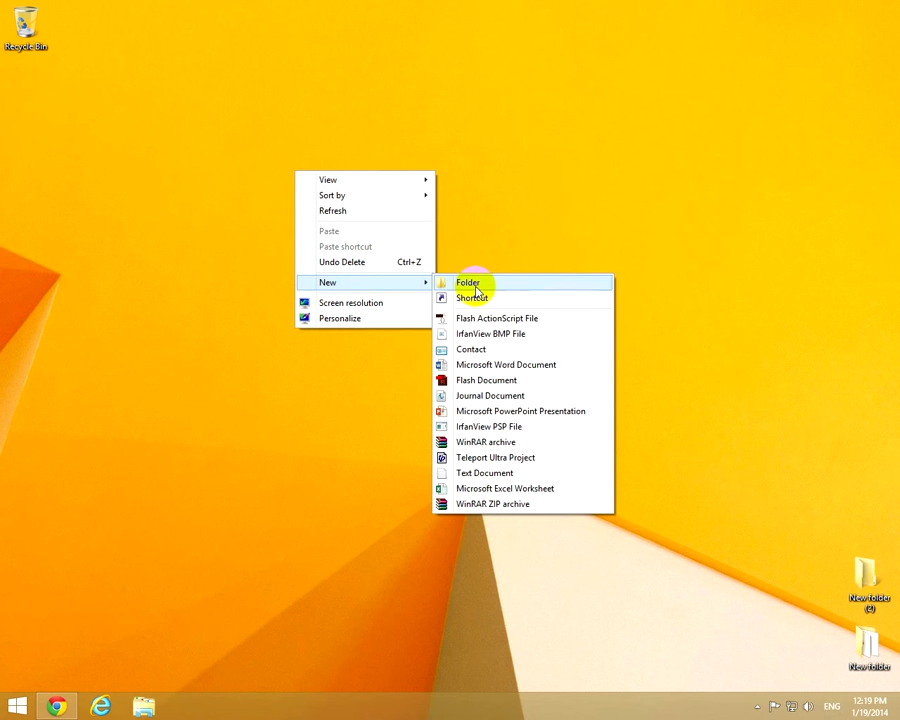 Recycle Bin
View
Sort by
Refresh
Paste
Paste shortcut
Undo Delete Ctrl+Z
New
Screen resolution
Personalize
Folder
Shortcut
Flash ActionScript File
IrfanView BMP File
Contact
Microsoft Word Document
Flash Document
Journal Document
Microsoft PowerPoint Presentation
IrfanView PSP File
WinRAR archive
Teleport Ultra Project
Text Document
Microsoft Excel Worksheet
WinRAR ZIP archive
New folder
(2)
New folder
ENG
12:19 PM
1/19/2014